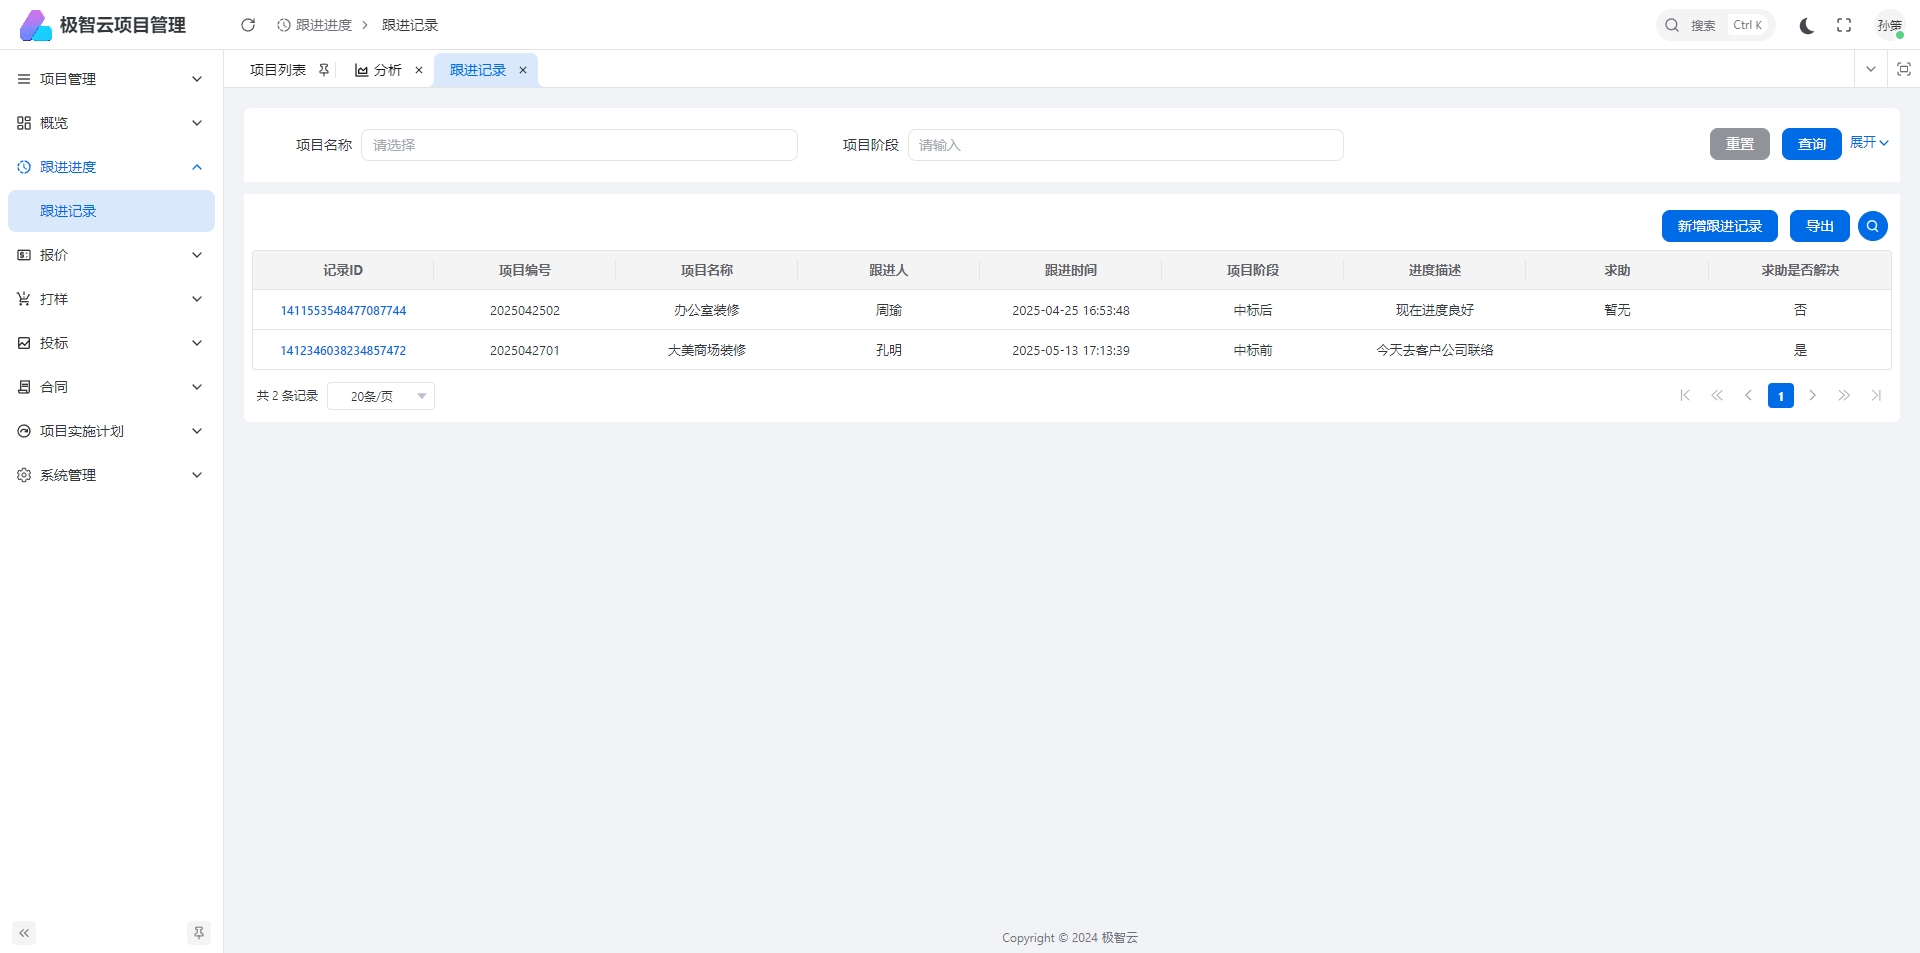 极智云项目管理
跟进进度 跟进记录
搜索 Ctrl K
孙策
项目管理
概览
跟进进度
跟进记录
报价
打样
投标
合同
项目实施计划
系统管理
项目列表 分析 跟进记录
项目名称 请选择 项目阶段 请输入 重置 查询 展开
新增跟进记录 导出
记录ID 项目编号 项目名称 跟进人 跟进时间 项目阶段 进度描述 求助 求助是否解决
1411553548477087744 2025042502 办公室装修 周瑜 2025-04-25 16:53:48 中标后 现在进度良好 暂无 否
1412346038234857472 2025042701 大美商场装修 孔明 2025-05-13 17:13:39 中标前 今天去客户公司联络 是
共 2 条记录 20条/页 1
Copyright © 2024 极智云